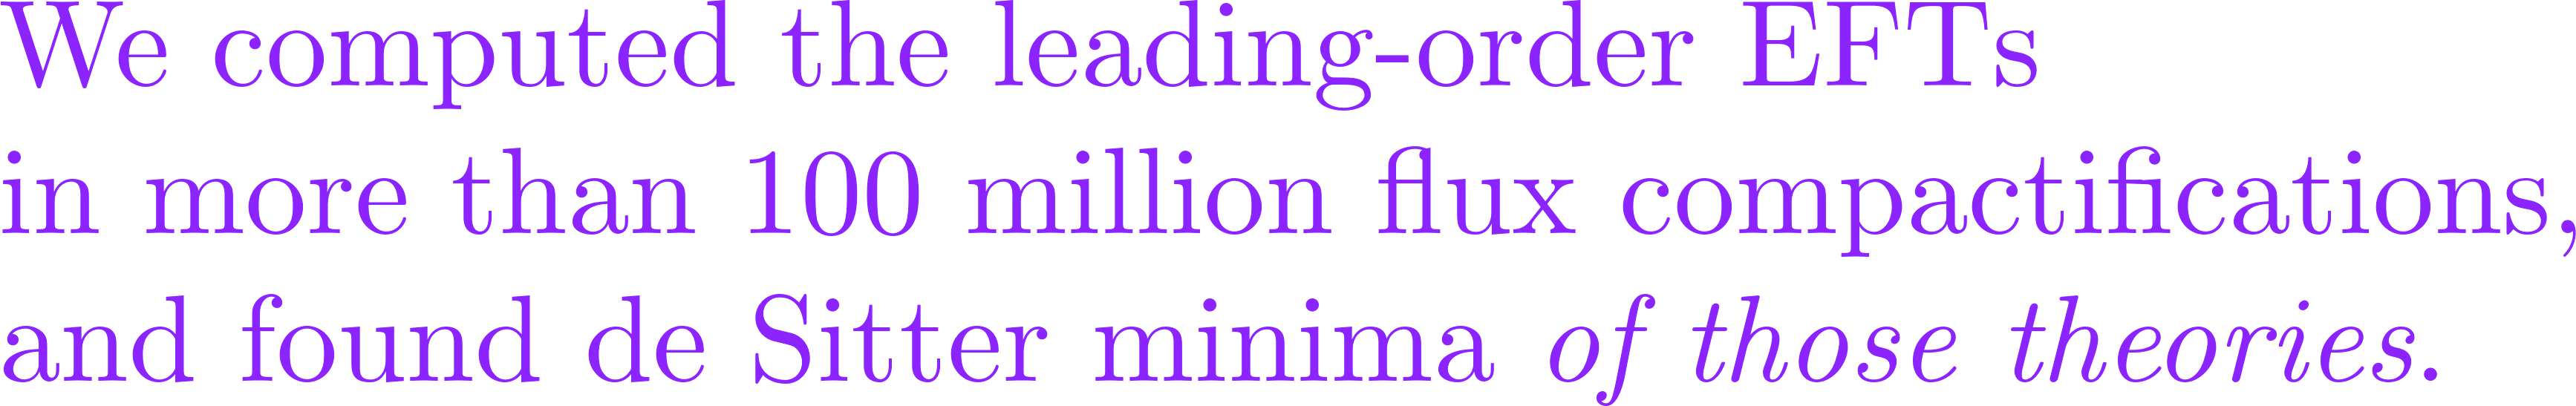 We computed the leading-order EFTs
in more than 100 million flux compactifications,
and found de Sitter minima of those theories.